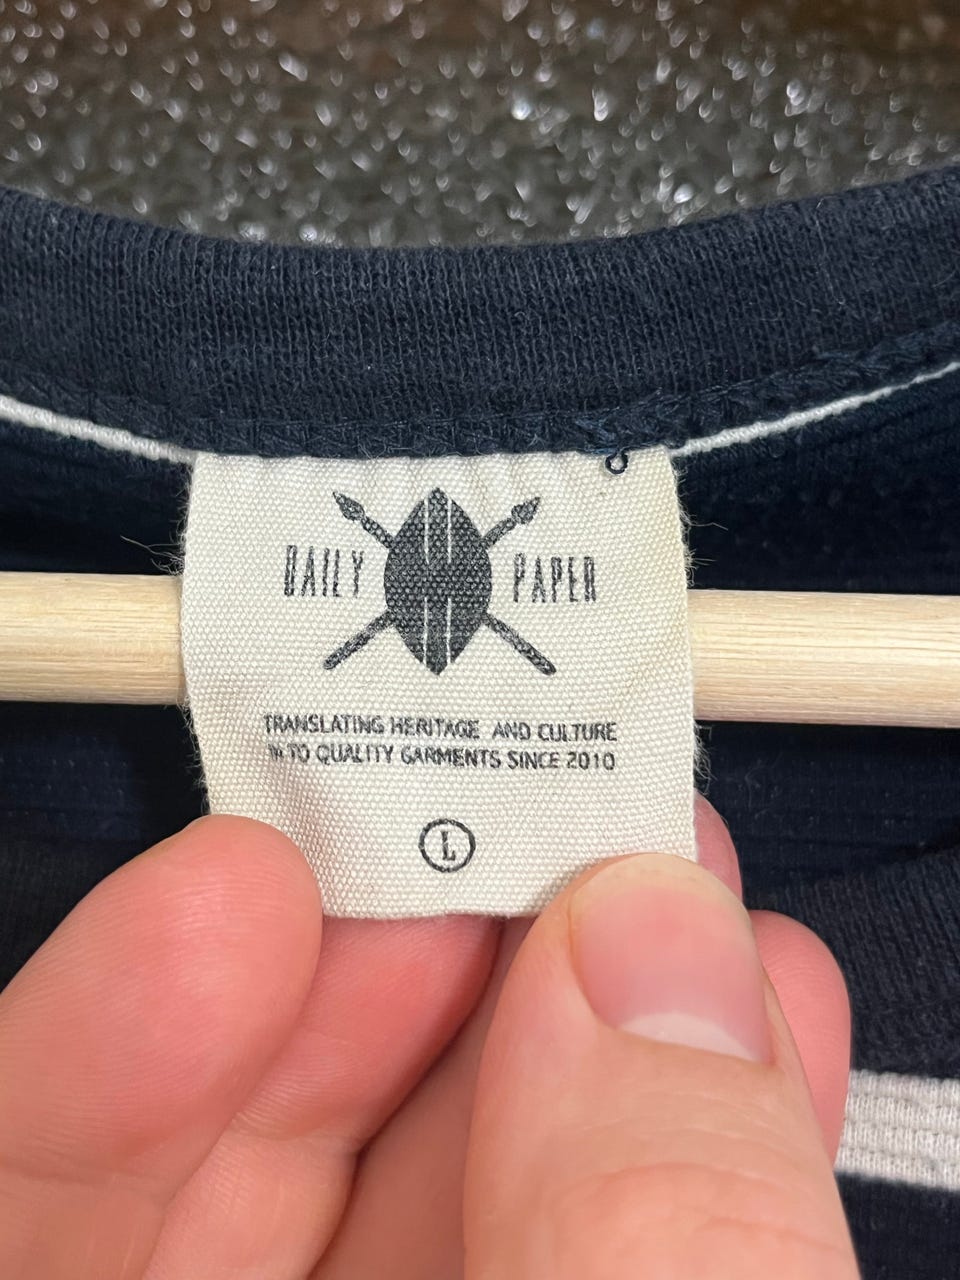 DAILY PAPER
TRANSLATING HERITAGE AND CULTURE
IN TO QUALITY GARMENTS SINCE 2010
L